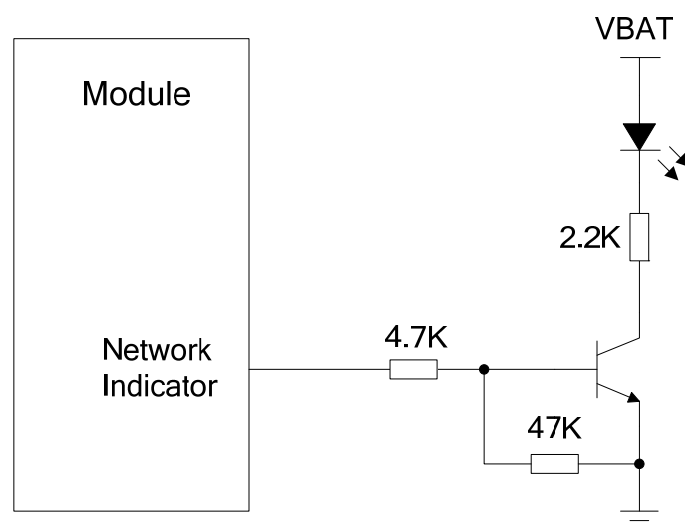 VBAT
Module
2.2K
4.7K
Network
Indicator
47K